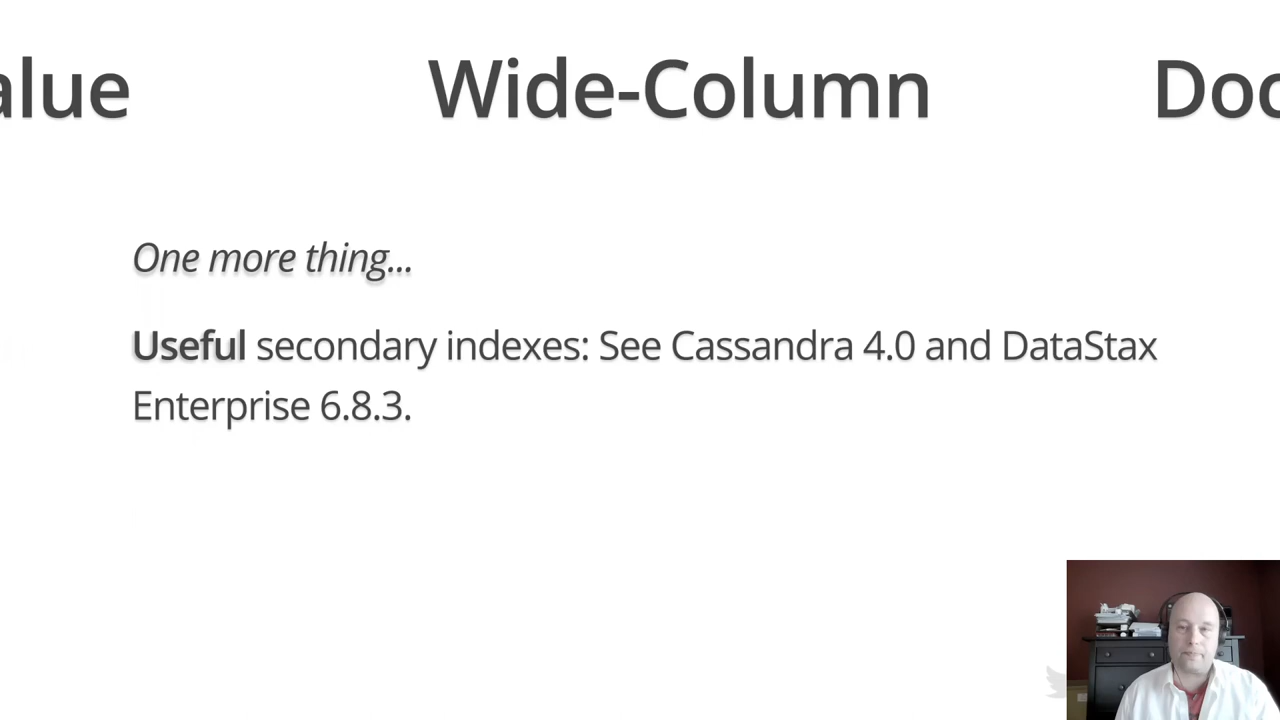 alue Wide-Column Doc
One more thing...
Useful secondary indexes: See Cassandra 4.0 and DataStax
Enterprise 6.8.3.